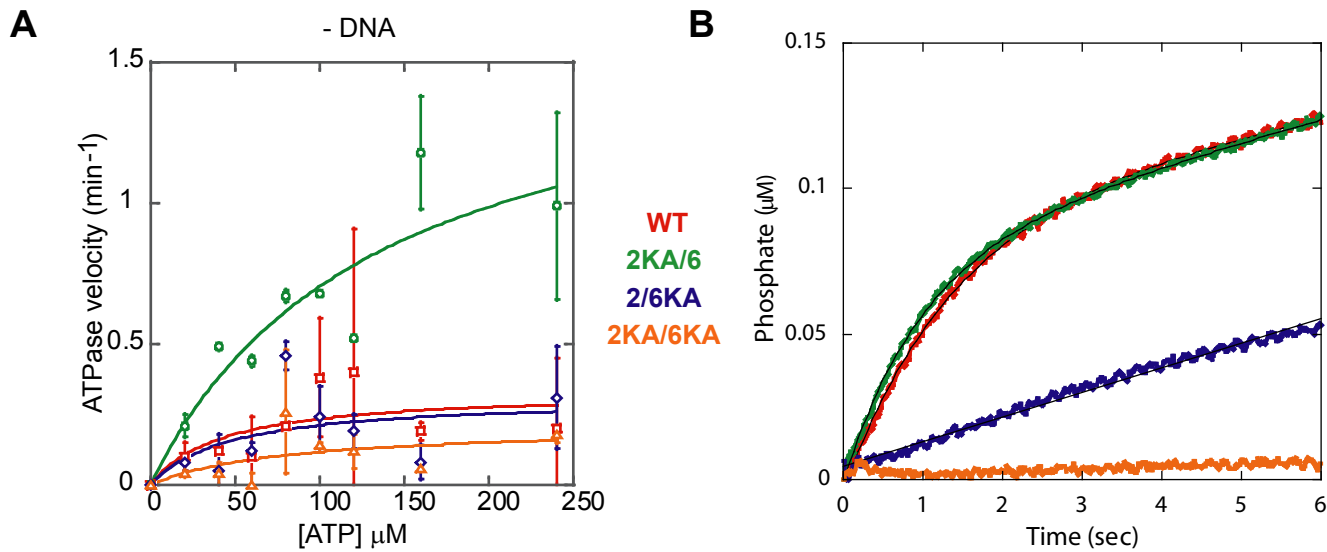 A
- DNA
ATPase velocity (min⁻¹)
1.5
1
0.5
0
0 50 100 150 200 250
[ATP] μM
WT
2KA/6
2/6KA
2KA/6KA
B
Phosphate (μM)
0.15
0.1
0.05
0
0 1 2 3 4 5 6
Time (sec)